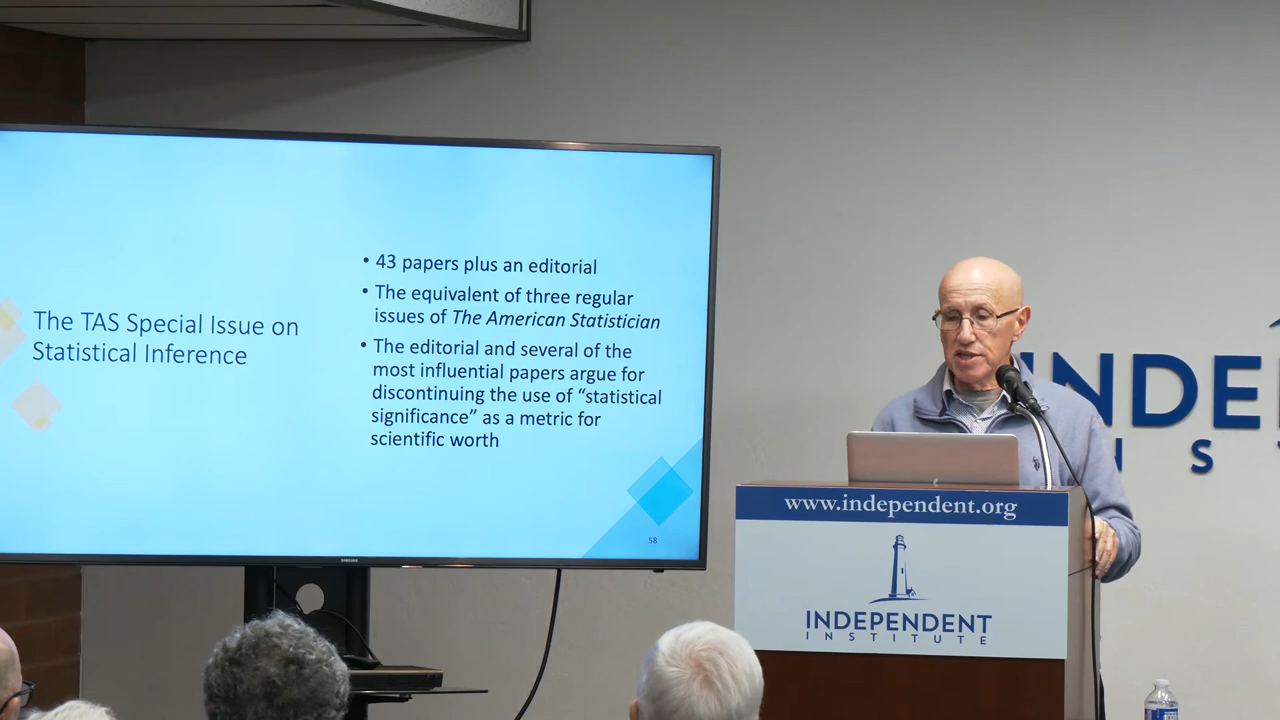 The TAS Special Issue on
Statistical Inference
• 43 papers plus an editorial
• The equivalent of three regular
issues of The American Statistician
• The editorial and several of the
most influential papers argue for
discontinuing the use of “statistical
significance” as a metric for
scientific worth
58
SAMSUNG
INDE
www.independent.org
INDEPENDENT
INSTITUTE